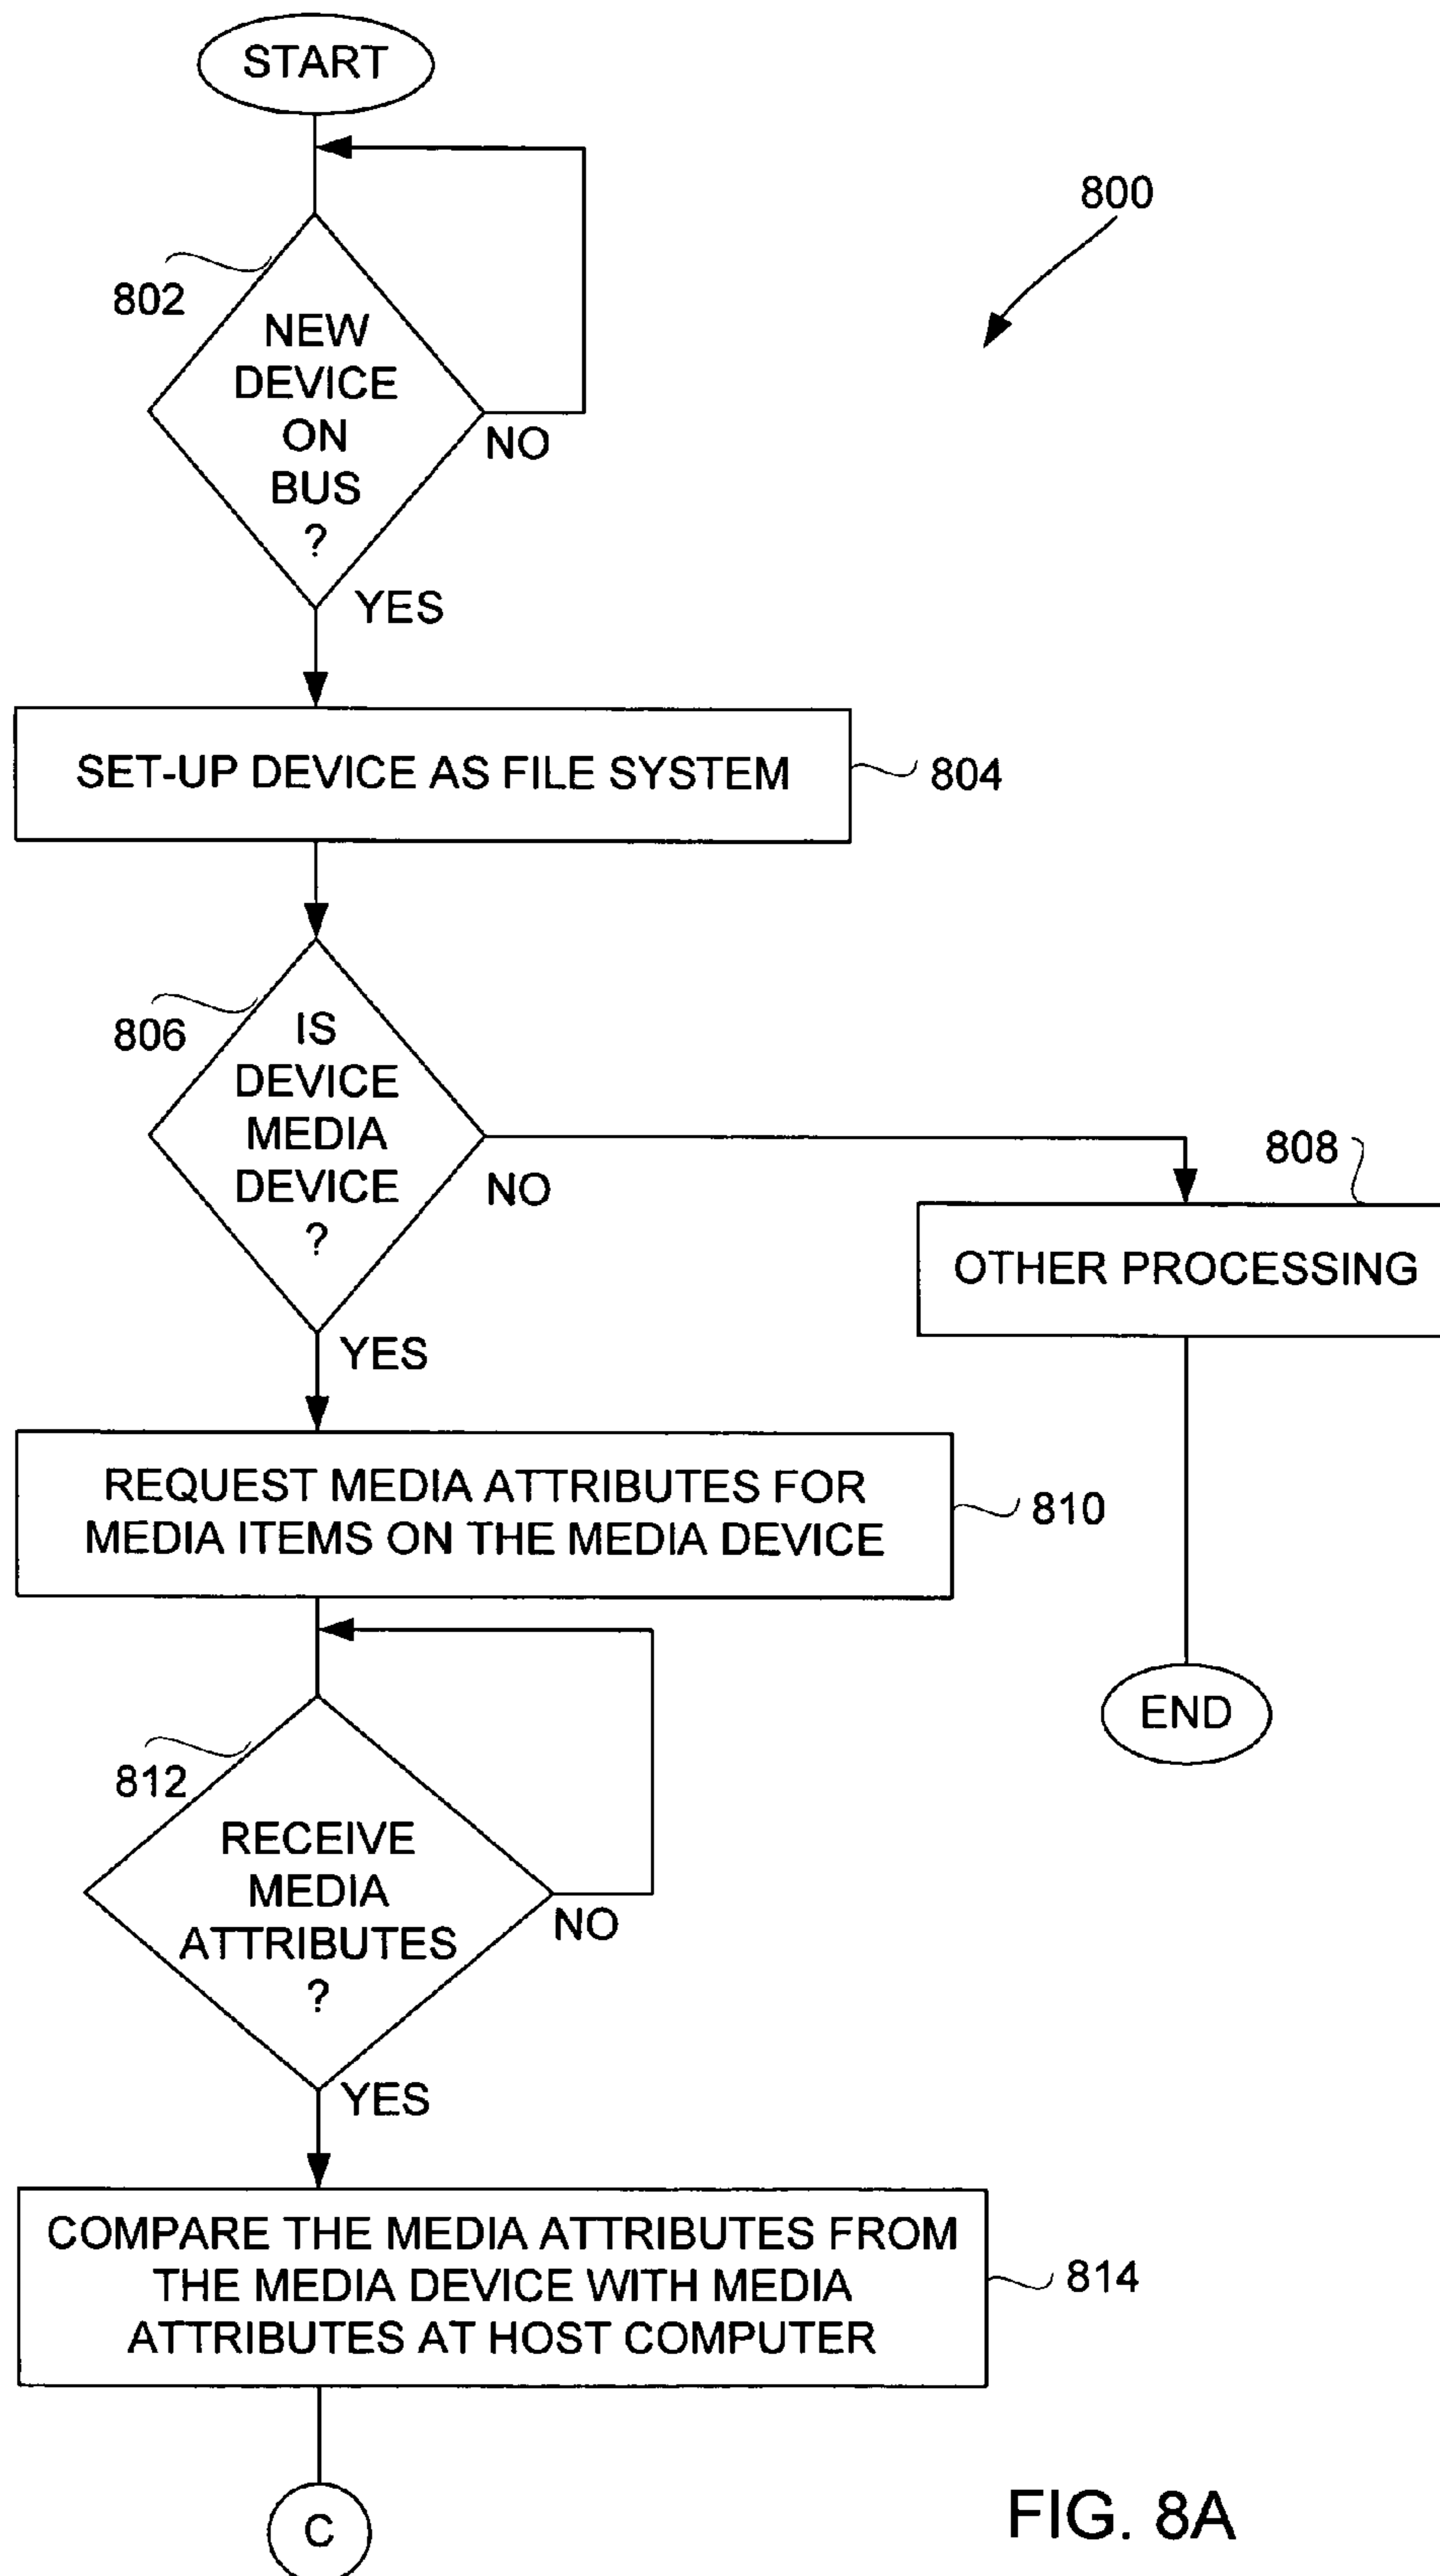 START
800
802
NEW
DEVICE
ON
BUS
?
NO
YES
SET-UP DEVICE AS FILE SYSTEM
804
806
IS
DEVICE
MEDIA
DEVICE
?
NO
808
OTHER PROCESSING
YES
REQUEST MEDIA ATTRIBUTES FOR
MEDIA ITEMS ON THE MEDIA DEVICE
810
END
812
RECEIVE
MEDIA
ATTRIBUTES
?
NO
YES
COMPARE THE MEDIA ATTRIBUTES FROM
THE MEDIA DEVICE WITH MEDIA
ATTRIBUTES AT HOST COMPUTER
814
C
FIG. 8A